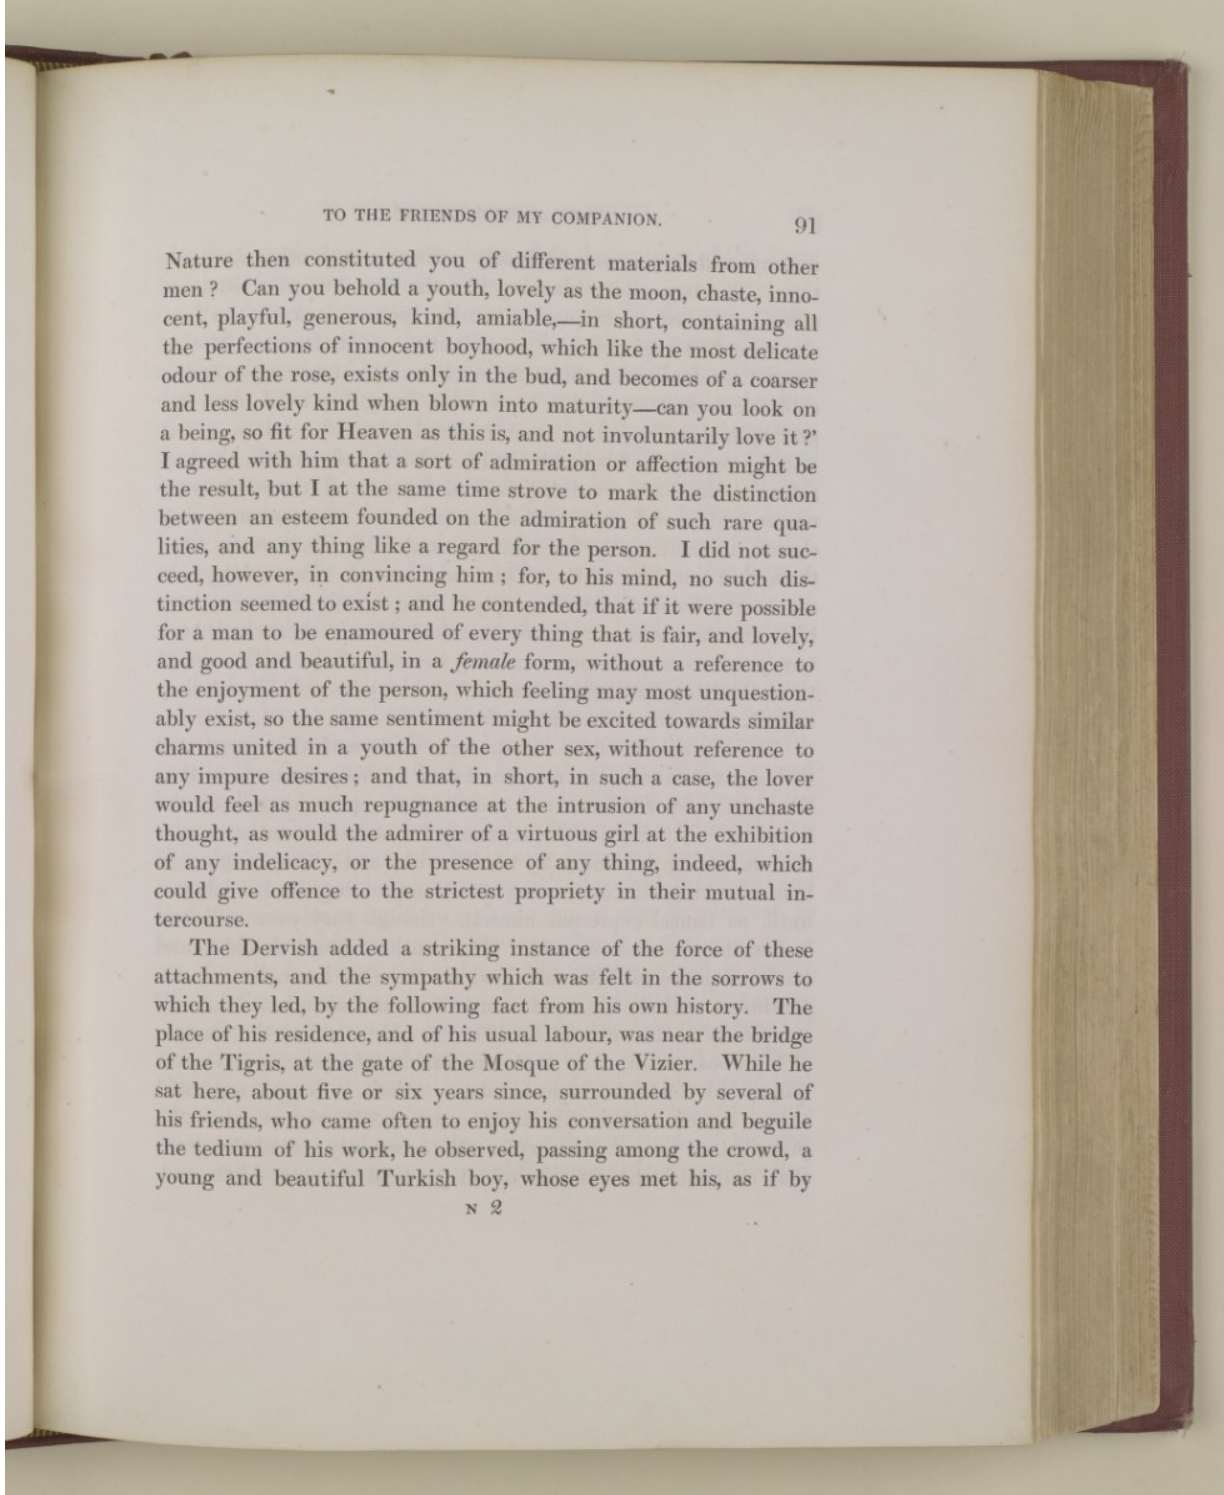 TO THE FRIENDS OF MY COMPANION. 91
Nature then constituted you of different materials from other
men ? Can you behold a youth, lovely as the moon, chaste, inno-
cent, playful, generous, kind, amiable,—in short, containing all
the perfections of innocent boyhood, which like the most delicate
odour of the rose, exists only in the bud, and becomes of a coarser
and less lovely kind when blown into maturity—can you look on
a being, so fit for Heaven as this is, and not involuntarily love it ?'
I agreed with him that a sort of admiration or affection might be
the result, but I at the same time strove to mark the distinction
between an esteem founded on the admiration of such rare qua-
lities, and any thing like a regard for the person. I did not suc-
ceed, however, in convincing him ; for, to his mind, no such dis-
tinction seemed to exist ; and he contended, that if it were possible
for a man to be enamoured of every thing that is fair, and lovely,
and good and beautiful, in a female form, without a reference to
the enjoyment of the person, which feeling may most unquestion-
ably exist, so the same sentiment might be excited towards similar
charms united in a youth of the other sex, without reference to
any impure desires ; and that, in short, in such a case, the lover
would feel as much repugnance at the intrusion of any unchaste
thought, as would the admirer of a virtuous girl at the exhibition
of any indelicacy, or the presence of any thing, indeed, which
could give offence to the strictest propriety in their mutual in-
tercourse.
The Dervish added a striking instance of the force of these
attachments, and the sympathy which was felt in the sorrows to
which they led, by the following fact from his own history. The
place of his residence, and of his usual labour, was near the bridge
of the Tigris, at the gate of the Mosque of the Vizier. While he
sat here, about five or six years since, surrounded by several of
his friends, who came often to enjoy his conversation and beguile
the tedium of his work, he observed, passing among the crowd, a
young and beautiful Turkish boy, whose eyes met his, as if by
N 2